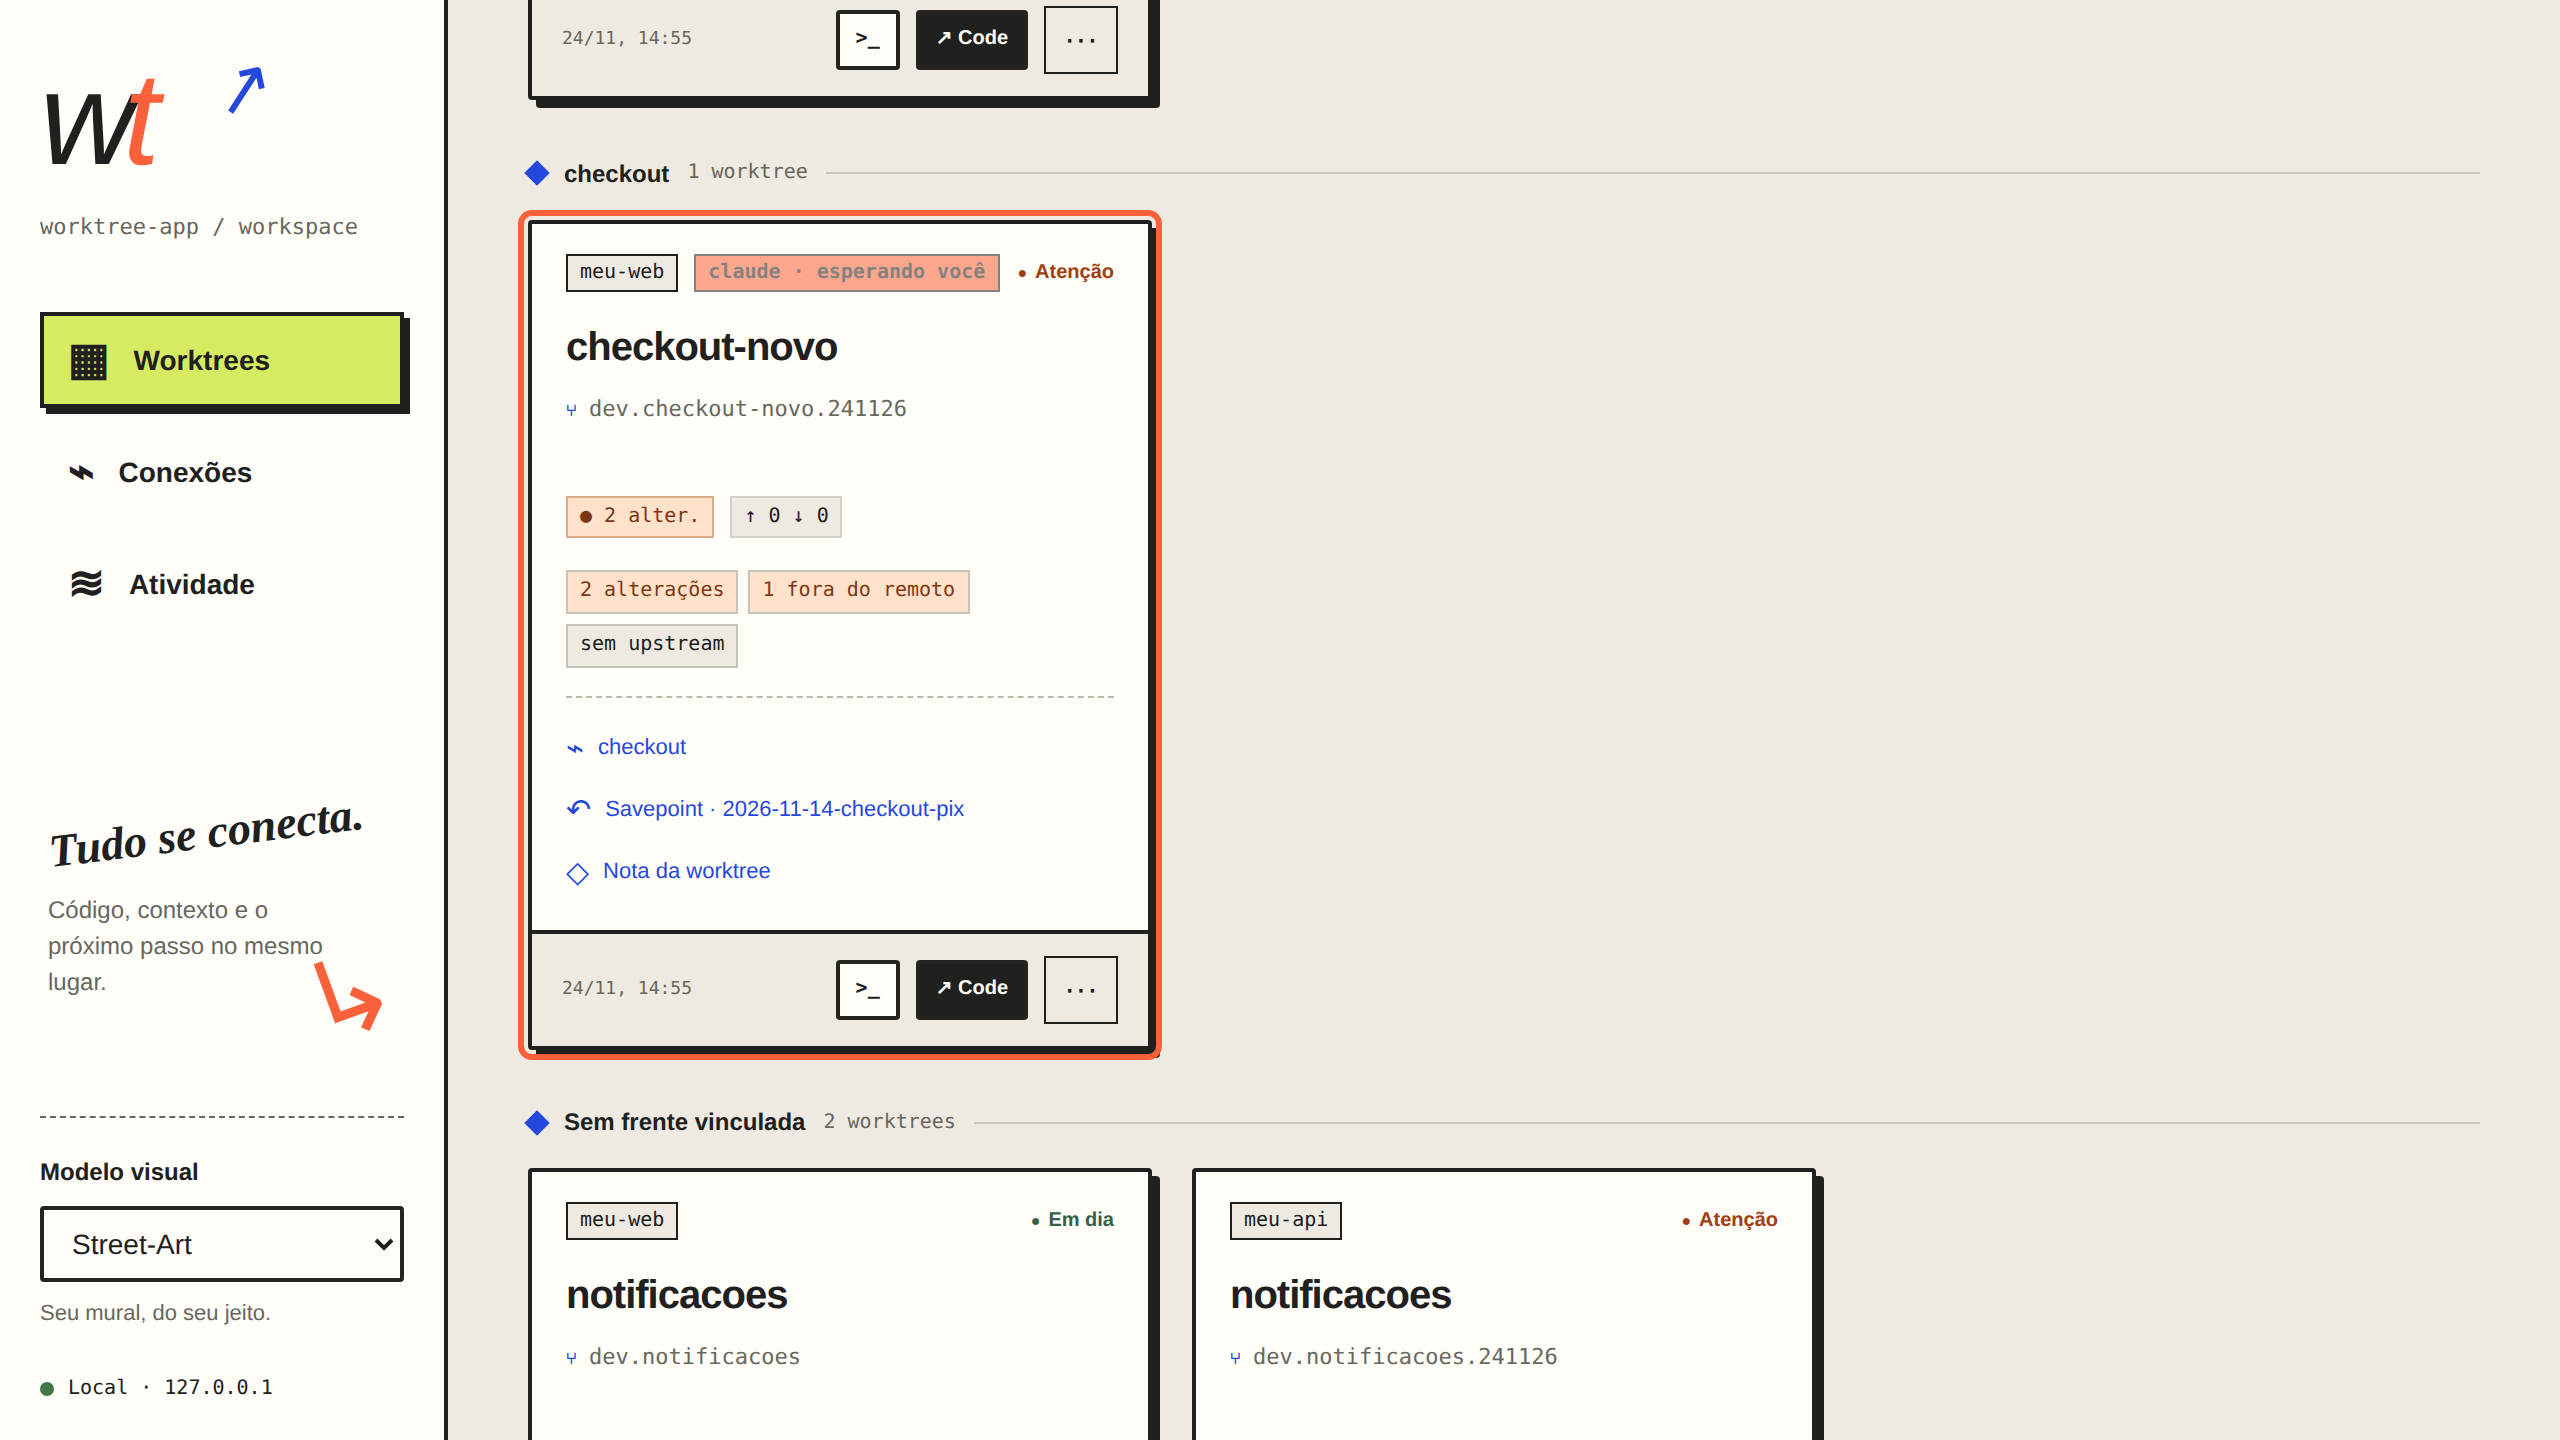 wt ↗
worktree-app / workspace
▦ Worktrees
⌁ Conexões
≋ Atividade
Tudo se conecta.
Código, contexto e o
próximo passo no mesmo
lugar.
↳
Modelo visual
Street-Art
Seu mural, do seu jeito.
Local · 127.0.0.1
24/11, 14:55 >_ ↗ Code ···
◆ checkout 1 worktree
meu-web claude · esperando você ● Atenção
checkout-novo
⑂ dev.checkout-novo.241126
● 2 alter. ↑ 0 ↓ 0
2 alterações 1 fora do remoto
sem upstream
⌁ checkout
↶ Savepoint · 2026-11-14-checkout-pix
◇ Nota da worktree
24/11, 14:55 >_ ↗ Code ···
◆ Sem frente vinculada 2 worktrees
meu-web ● Em dia
notificacoes
⑂ dev.notificacoes
meu-api ● Atenção
notificacoes
⑂ dev.notificacoes.241126